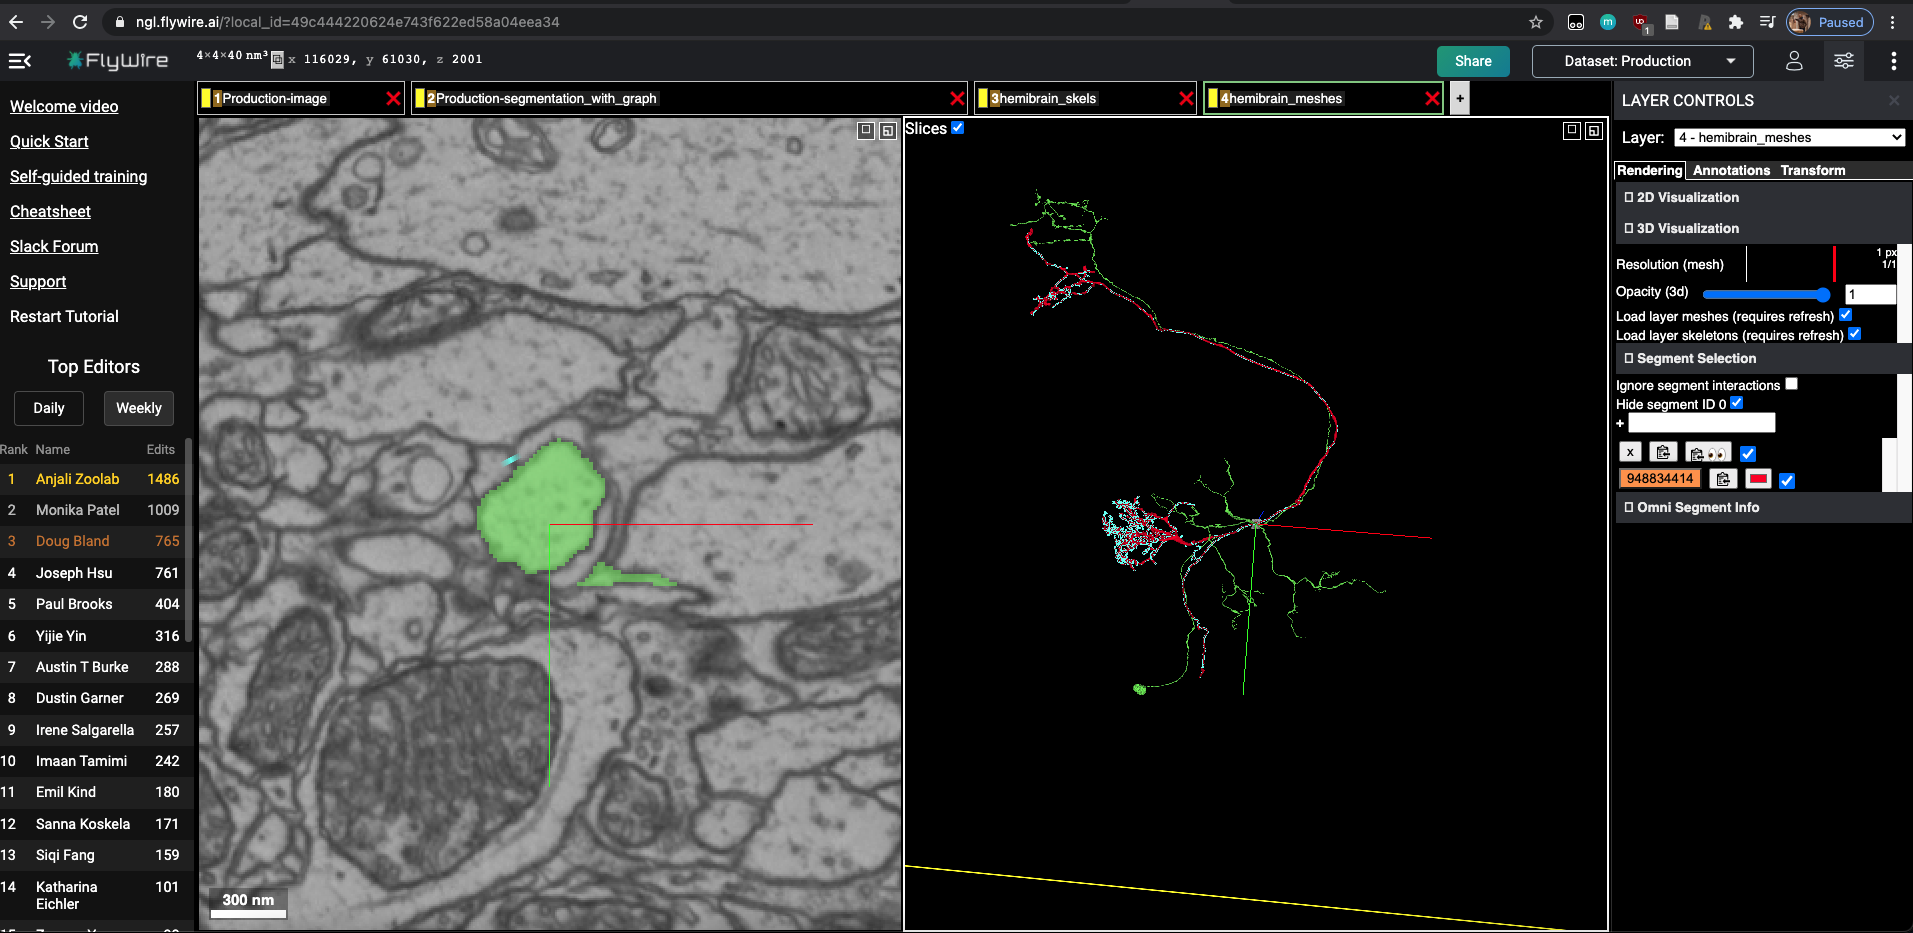 ngl.flywire.ai/?local_id=49c444220624e743f622ed58a04eea34
1
Paused
FlyWire
4×4×40 nm³ x 116029, y 61030, z 2001
Share
Dataset: Production
1Production-image
2Production-segmentation_with_graph
3hemibrain_skels
4hemibrain_meshes
+
Welcome video
Quick Start
Self-guided training
Cheatsheet
Slack Forum
Support
Restart Tutorial
Top Editors
Daily Weekly
Rank Name Edits
1 Anjali Zoolab 1486
2 Monika Patel 1009
3 Doug Bland 765
4 Joseph Hsu 761
5 Paul Brooks 404
6 Yijie Yin 316
7 Austin T Burke 288
8 Dustin Garner 269
9 Irene Salgarella 257
10 Imaan Tamimi 242
11 Emil Kind 180
12 Sanna Koskela 171
13 Siqi Fang 159
14 Katharina Eichler 101
300 nm
Slices
LAYER CONTROLS
Layer: 4 - hemibrain_meshes
Rendering Annotations Transform
2D Visualization
3D Visualization
Resolution (mesh) 1 px
1/1
Opacity (3d) 1
Load layer meshes (requires refresh)
Load layer skeletons (requires refresh)
Segment Selection
Ignore segment interactions
Hide segment ID 0
+
x
948834414
Omni Segment Info